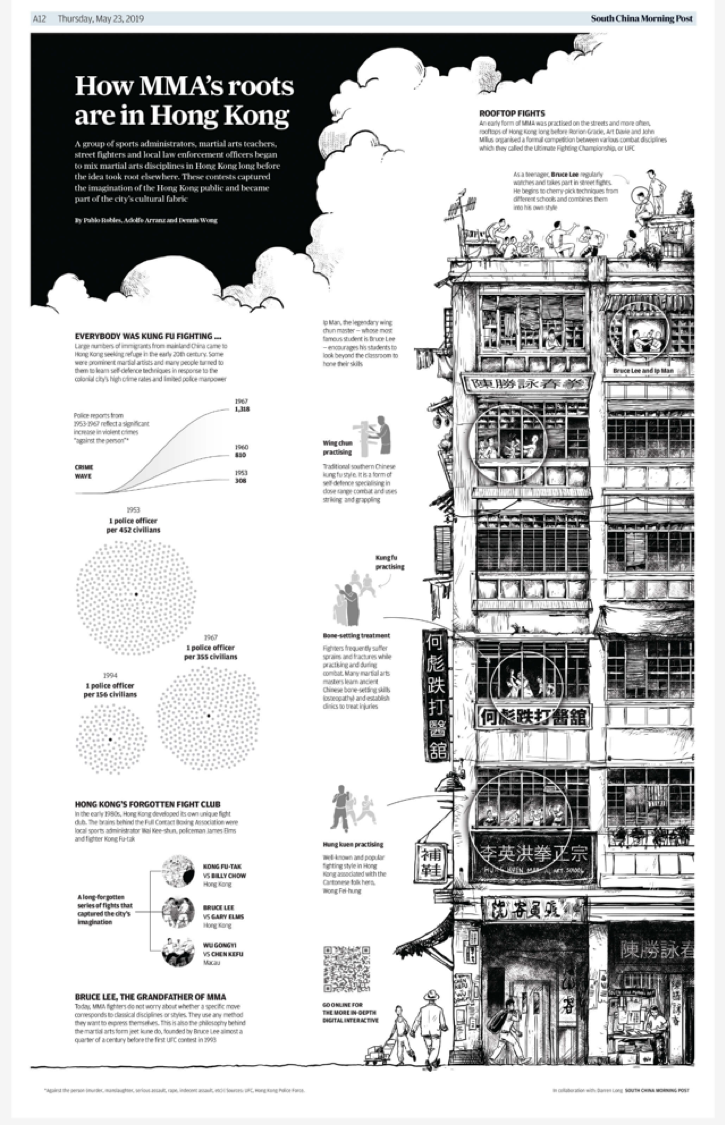 A12 Thursday, May 23, 2019
South China Morning Post
How MMA's roots
are in Hong Kong
A group of sports administrators, martial arts teachers,
street fighters and local law enforcement officers began
to mix martial arts disciplines in Hong Kong long before
the idea took root elsewhere. These contests captured
the imagination of the Hong Kong public and became
part of the city's cultural fabric
By Pablo Robles, Adolfo Arranz and Dennis Wong
ROOFTOP FIGHTS
An early form of MMA was practised on the streets and more often,
rooftops of Hong Kong long before Rorion Gracie, Art Davie and John
Milius organised a formal competition between various combat disciplines
which they called the Ultimate Fighting Championship, or UFC
As a teenager, Bruce Lee regularly
watches and takes part in street fights.
He begins to cherry-pick techniques from
different schools and combines them
into his own style
EVERYBODY WAS KUNG FU FIGHTING ...
Large numbers of immigrants from mainland China came to
Hong Kong seeking refuge in the early 20th century. Some
were prominent martial artists and many people turned to
them to learn self-defence techniques in response to the
colonial city's high crime rates and limited police manpower
Police reports from
1953-1967 reflect a significant
increase in violent crimes
"against the person"*
CRIME
WAVE
1967
1,318
1960
810
1953
308
1953
1 police officer
per 452 civilians
1967
1 police officer
per 355 civilians
1994
1 police officer
per 156 civilians
HONG KONG'S FORGOTTEN FIGHT CLUB
In the early 1980s, Hong Kong developed its own unique fight
club. The brains behind the Full Contact Boxing Association were
local sports administrator Wai Kee-shun, policeman James Elms
and fighter Kong Fu-tak
A long-forgotten
series of fights that
captured the city's
imagination
KONG FU-TAK
VS BILLY CHOW
Hong Kong
BRUCE LEE
VS GARY ELMS
Hong Kong
WU GONGYI
VS CHEN KEFU
Macau
BRUCE LEE, THE GRANDFATHER OF MMA
Today, MMA fighters do not worry about whether a specific move
corresponds to classical disciplines or styles. They use any method
they want to express themselves. This is also the philosophy behind
the martial arts form jeet kune do, founded by Bruce Lee almost a
quarter of a century before the first UFC contest in 1993
Ip Man, the legendary wing
chun master – whose most
famous student is Bruce Lee
– encourages his students to
look beyond the classroom to
hone their skills
Bruce Lee and Ip Man
陳勝詠春拳
Wing chun
practising
Traditional southern Chinese
kung fu style. It is a form of
self-defence specialising in
close range combat and uses
striking and grappling
Kung fu
practising
Bone-setting treatment
Fighters frequently suffer
sprains and fractures while
practising and during
combat. Many martial arts
masters learn ancient
Chinese bone-setting skills
(osteopathy) and establish
clinics to treat injuries
何彪跌打醫舘
何彪跌打醫舘
Hung kuen practising
Well-known and popular
fighting style in Hong
Kong associated with the
Cantonese folk hero,
Wong Fei-hung
補鞋
李英洪拳正宗
陳勝詠春
GO ONLINE FOR
THE MORE IN-DEPTH
DIGITAL INTERACTIVE
*Against the person (murder, manslaughter, serious assault, rape, indecent assault, etc) Sources: UFC, Hong Kong Police Force.
SOUTH CHINA MORNING POST